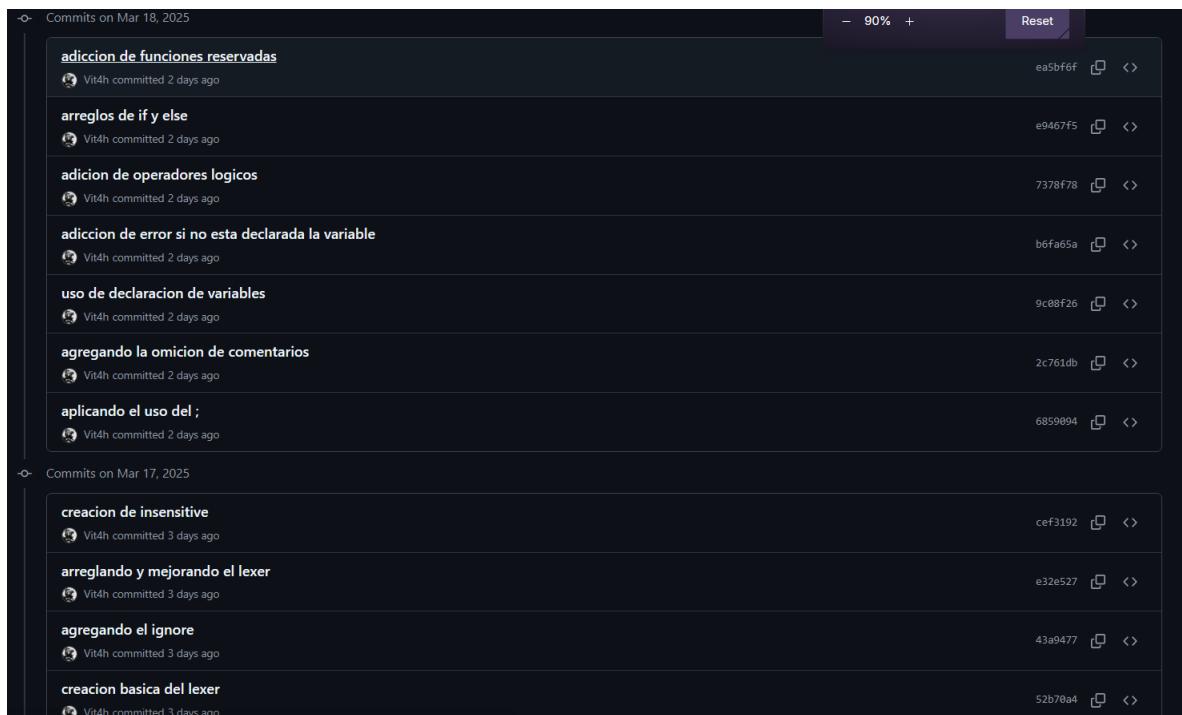 Commits on Mar 18, 2025
− 90% + Reset
adiccion de funciones reservadas
Vit4h committed 2 days ago
ea5bf6f
arreglos de if y else
Vit4h committed 2 days ago
e9467f5
adicion de operadores logicos
Vit4h committed 2 days ago
7378f78
adiccion de error si no esta declarada la variable
Vit4h committed 2 days ago
b6fa65a
uso de declaracion de variables
Vit4h committed 2 days ago
9c08f26
agregando la omicion de comentarios
Vit4h committed 2 days ago
2c761db
aplicando el uso del ;
Vit4h committed 2 days ago
6859094
Commits on Mar 17, 2025
creacion de insensitive
Vit4h committed 3 days ago
cef3192
arreglando y mejorando el lexer
Vit4h committed 3 days ago
e32e527
agregando el ignore
Vit4h committed 3 days ago
43a9477
creacion basica del lexer
Vit4h committed 3 days ago
52b70a4